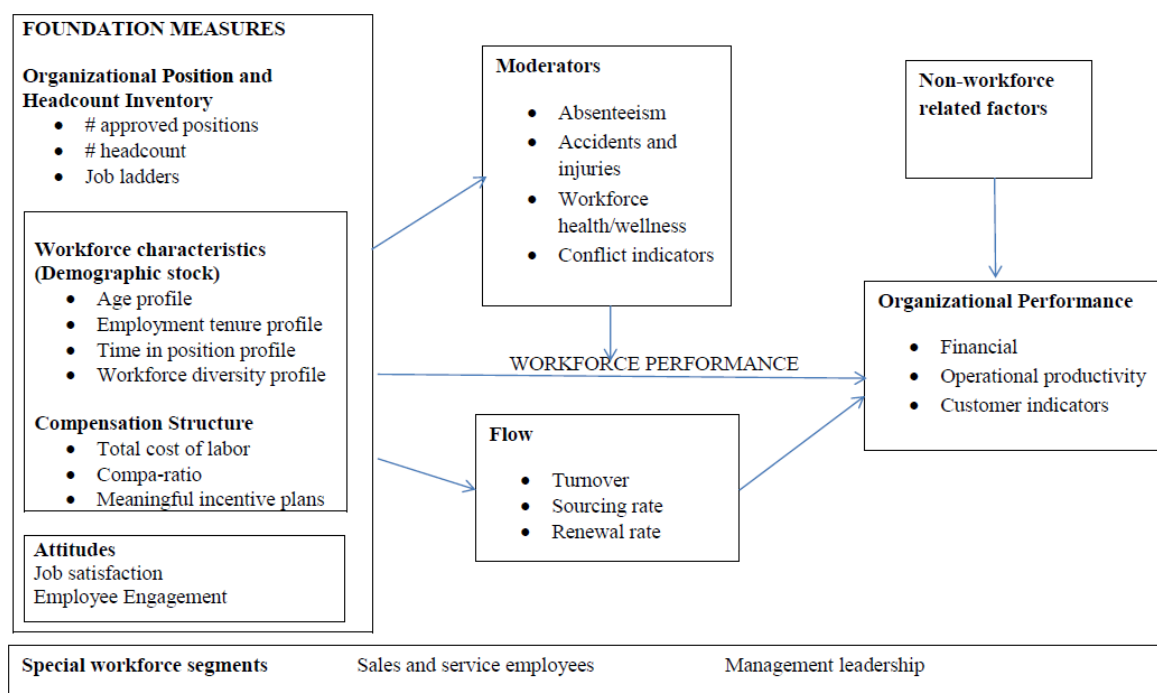 FOUNDATION MEASURES
Organizational Position and
Headcount Inventory
• # approved positions
• # headcount
• Job ladders
Workforce characteristics
(Demographic stock)
• Age profile
• Employment tenure profile
• Time in position profile
• Workforce diversity profile
Compensation Structure
• Total cost of labor
• Compa-ratio
• Meaningful incentive plans
Attitudes
Job satisfaction
Employee Engagement
Moderators
• Absenteeism
• Accidents and
injuries
• Workforce
health/wellness
• Conflict indicators
WORKFORCE PERFORMANCE
Flow
• Turnover
• Sourcing rate
• Renewal rate
Non-workforce
related factors
Organizational Performance
• Financial
• Operational productivity
• Customer indicators
Special workforce segments Sales and service employees Management leadership